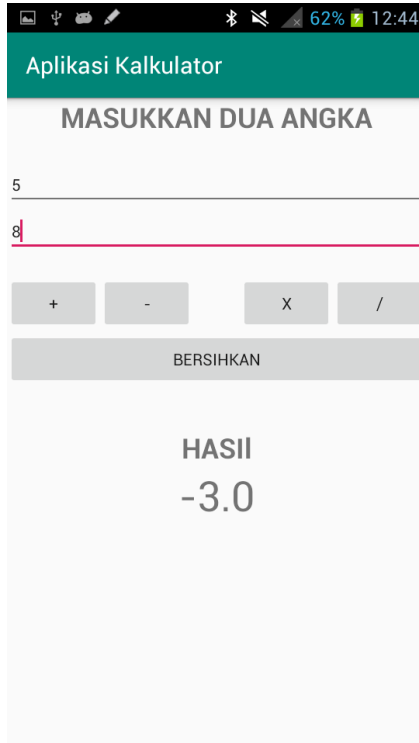 62% 12:44
Aplikasi Kalkulator
MASUKKAN DUA ANGKA
5
8
+ - X /
BERSIHKAN
HASIl
-3.0